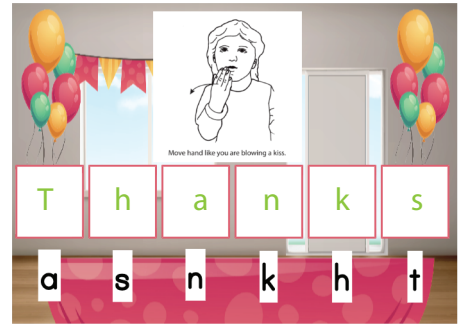 Move hand like you are blowing a kiss.
T h a n k s
a s n k h t